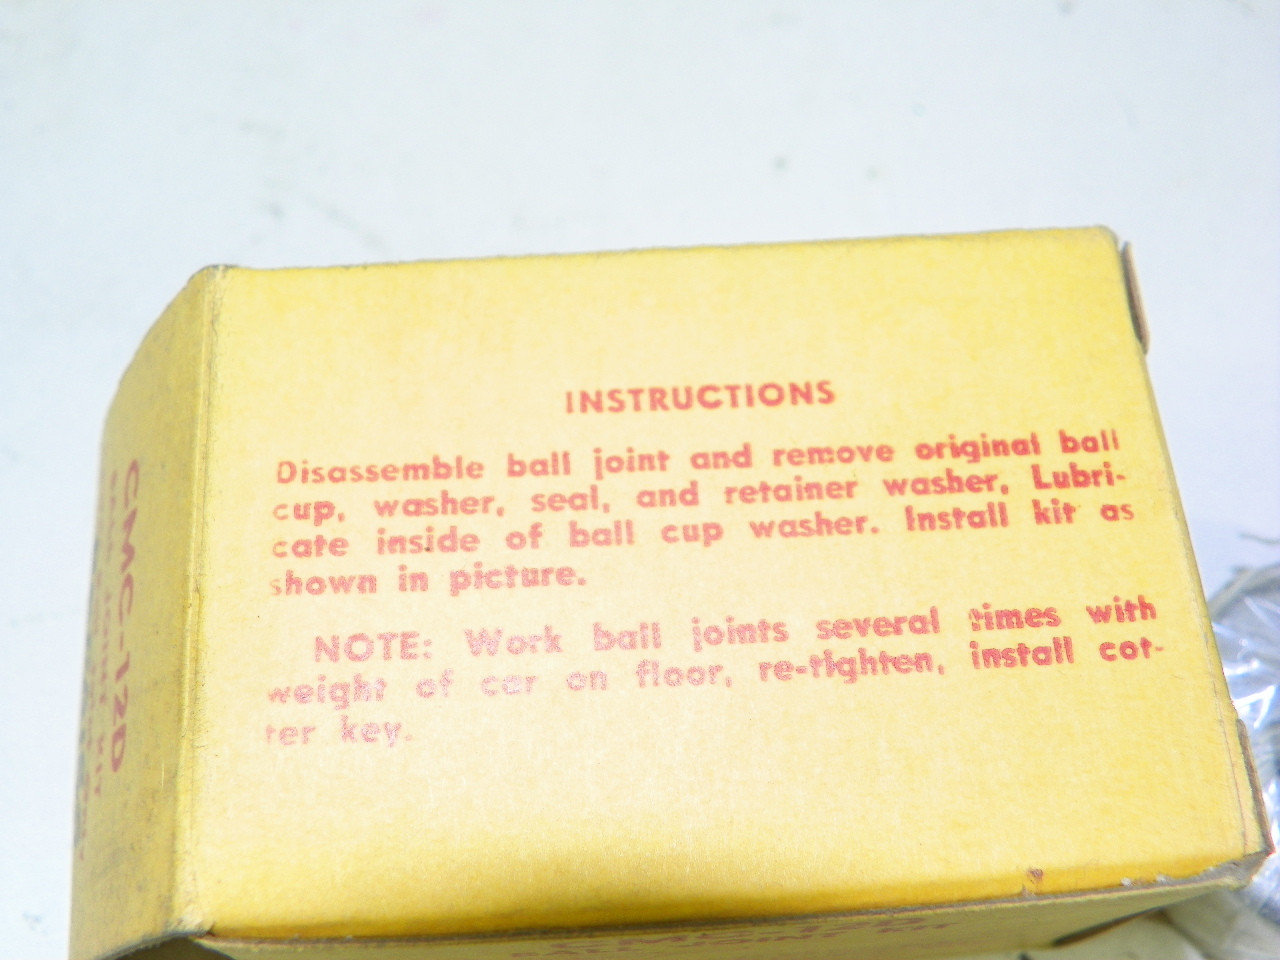 INSTRUCTIONS
Disassemble ball joint and remove original ball
cup, washer, seal, and retainer washer, Lubri-
cate inside of ball cup washer. Install kit as
shown in picture.
NOTE: Work ball joints several times with
weight of car on floor, re-tighten, install cot-
ter key.
CMC-12D